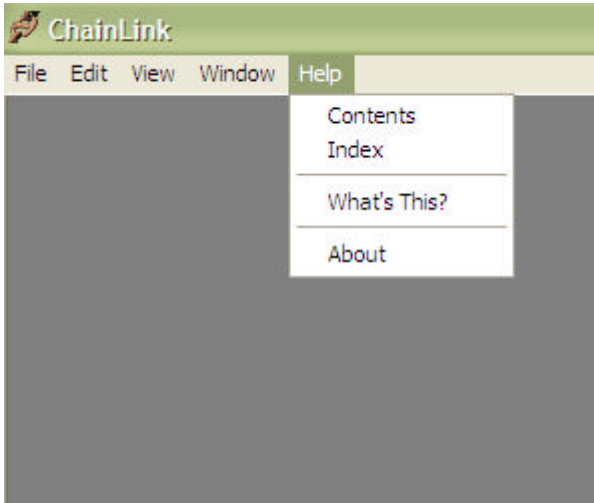 ChainLink
File Edit View Window Help
Contents
Index
What's This?
About